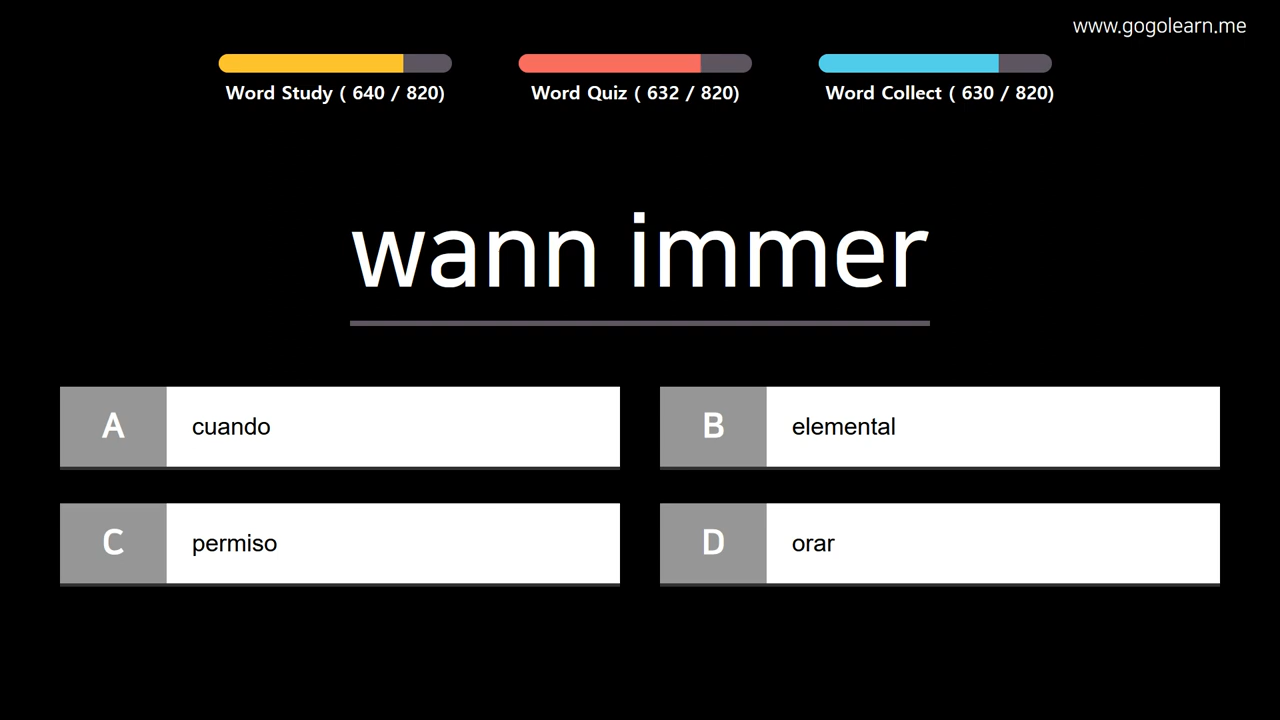 www.gogolearn.me
Word Study ( 640 / 820)
Word Quiz ( 632 / 820)
Word Collect ( 630 / 820)
wann immer
A cuando
B elemental
C permiso
D orar